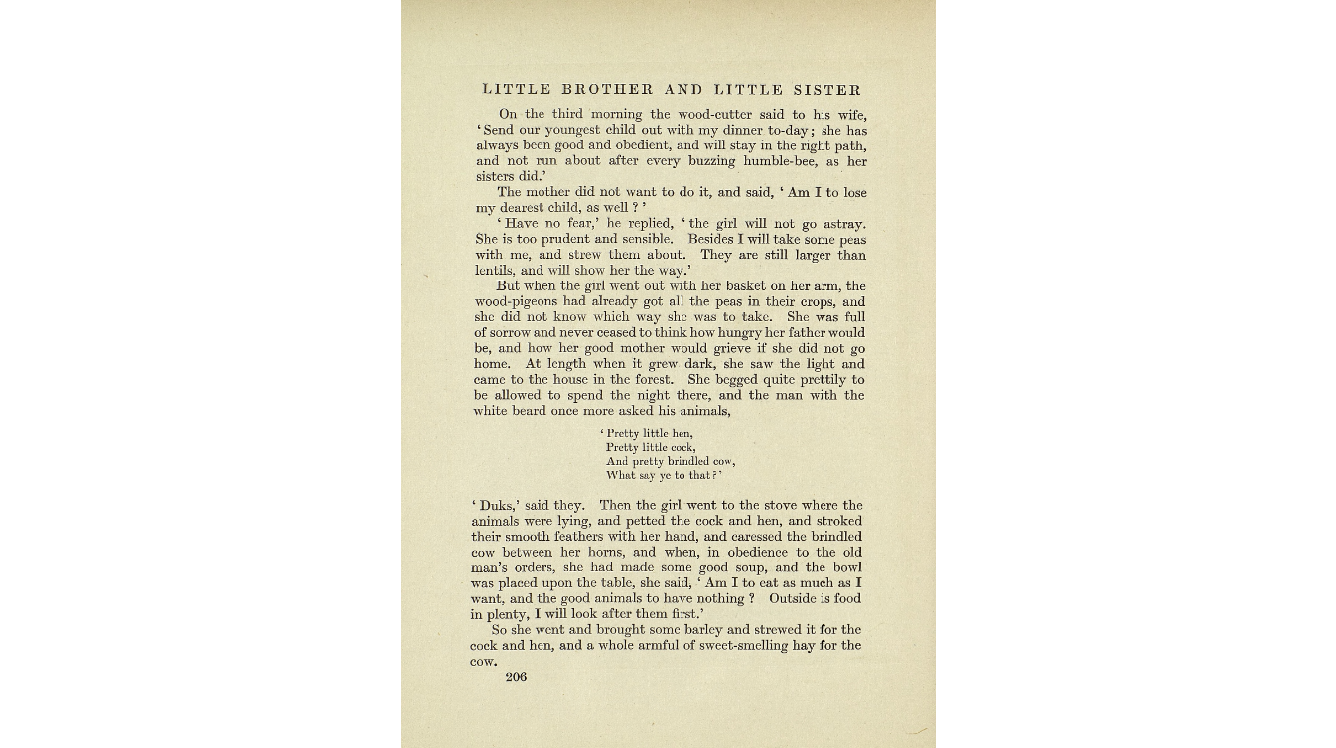 LITTLE BROTHER AND LITTLE SISTER
On the third morning the wood-cutter said to his wife,
‘Send our youngest child out with my dinner to-day; she has
always been good and obedient, and will stay in the right path,
and not run about after every buzzing humble-bee, as her
sisters did.’
The mother did not want to do it, and said, ‘Am I to lose
my dearest child, as well?’
‘Have no fear,’ he replied, ‘the girl will not go astray.
She is too prudent and sensible. Besides I will take some peas
with me, and strew them about. They are still larger than
lentils, and will show her the way.’
But when the girl went out with her basket on her arm, the
wood-pigeons had already got all the peas in their crops, and
she did not know which way she was to take. She was full
of sorrow and never ceased to think how hungry her father would
be, and how her good mother would grieve if she did not go
home. At length when it grew dark, she saw the light and
came to the house in the forest. She begged quite prettily to
be allowed to spend the night there, and the man with the
white beard once more asked his animals,
‘Pretty little hen,
Pretty little cock,
And pretty brindled cow,
What say ye to that?’
‘Duks,’ said they. Then the girl went to the stove where the
animals were lying, and petted the cock and hen, and stroked
their smooth feathers with her hand, and caressed the brindled
cow between her horns, and when, in obedience to the old
man’s orders, she had made some good soup, and the bowl
was placed upon the table, she said, ‘Am I to eat as much as I
want, and the good animals to have nothing? Outside is food
in plenty, I will look after them first.’
So she went and brought some barley and strewed it for the
cock and hen, and a whole armful of sweet-smelling hay for the
cow.
206